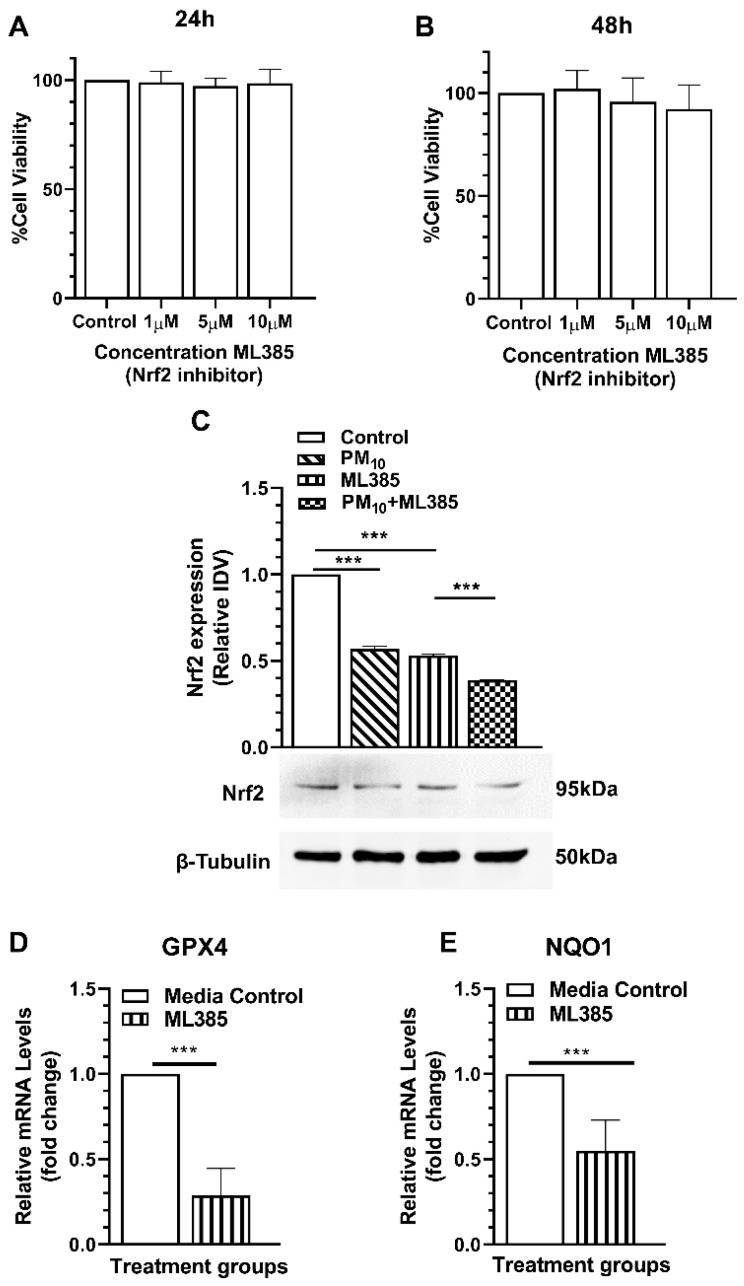 A
24h
%Cell Viability
100
50
0
Control 1μM 5μM 10μM
Concentration ML385
(Nrf2 inhibitor)
B
48h
%Cell Viability
100
50
0
Control 1μM 5μM 10μM
Concentration ML385
(Nrf2 inhibitor)
C
Control
PM10
ML385
PM10+ML385
Nrf2 expression
(Relative IDV)
1.5
1.0
0.5
0.0
***
***
***
Nrf2
95kDa
β-Tubulin
50kDa
D
GPX4
Media Control
ML385
Relative mRNA Levels
(fold change)
1.5
1.0
0.5
0.0
***
Treatment groups
E
NQO1
Media Control
ML385
Relative mRNA Levels
(fold change)
1.5
1.0
0.5
0.0
***
Treatment groups